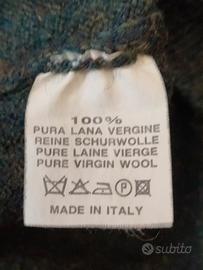 100%
PURA LANA VERGINE
REINE SCHURWOLLE
PURE LAINE VIERGE
PURE VIRGIN WOOL
MADE IN ITALY
subito